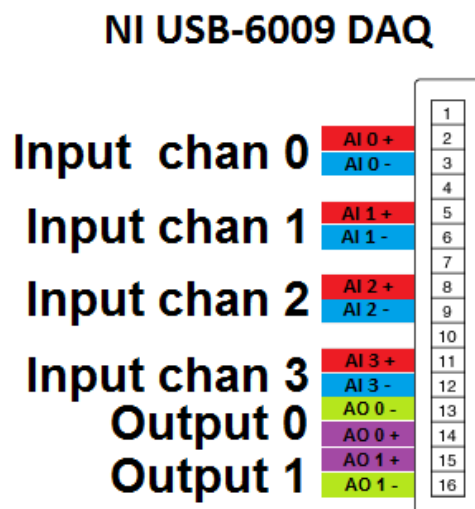 NI USB-6009 DAQ
1
Input chan 0 AI 0 + 2
AI 0 - 3
4
Input chan 1 AI 1 + 5
AI 1 - 6
7
Input chan 2 AI 2 + 8
AI 2 - 9
10
Input chan 3 AI 3 + 11
AI 3 - 12
Output 0 AO 0 - 13
AO 0 + 14
Output 1 AO 1 + 15
AO 1 - 16